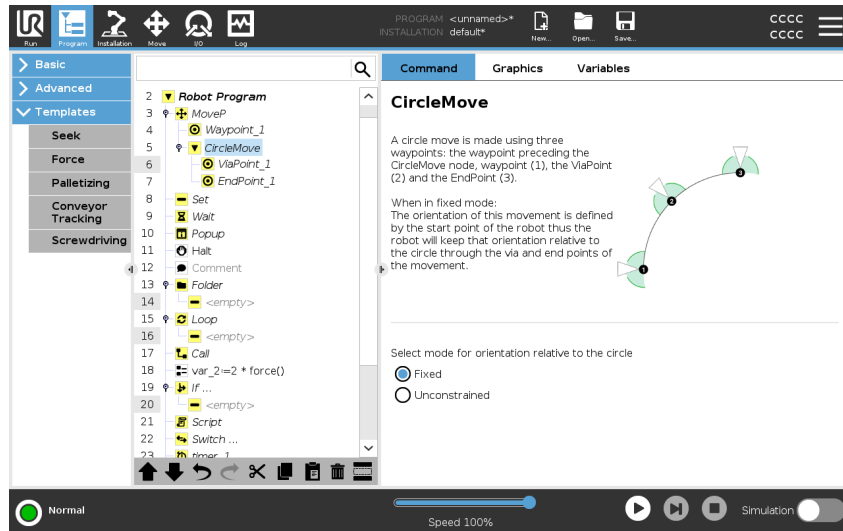 PROGRAM <unnamed>*
INSTALLATION default*
Run
Program
Installation
Move
I/O
Log
New...
Open...
Save...
CCCC
CCCC
Basic
Advanced
Templates
Seek
Force
Palletizing
Conveyor
Tracking
Screwdriving
2 Robot Program
3 MoveP
4 Waypoint_1
5 CircleMove
6 ViaPoint_1
7 EndPoint_1
8 Set
9 Wait
10 Popup
11 Halt
12 Comment
13 Folder
14 <empty>
15 Loop
16 <empty>
17 Call
18 var_2≔2 * force()
19 If ...
20 <empty>
21 Script
22 Switch ...
23 timer_1
Command
Graphics
Variables
CircleMove
A circle move is made using three
waypoints: the waypoint preceding the
CircleMove node, waypoint (1), the ViaPoint
(2) and the EndPoint (3).
When in fixed mode:
The orientation of this movement is defined
by the start point of the robot thus the
robot will keep that orientation relative to
the circle through the via and end points of
the movement.
3
2
1
Select mode for orientation relative to the circle
Fixed
Unconstrained
Normal
Speed 100%
Simulation